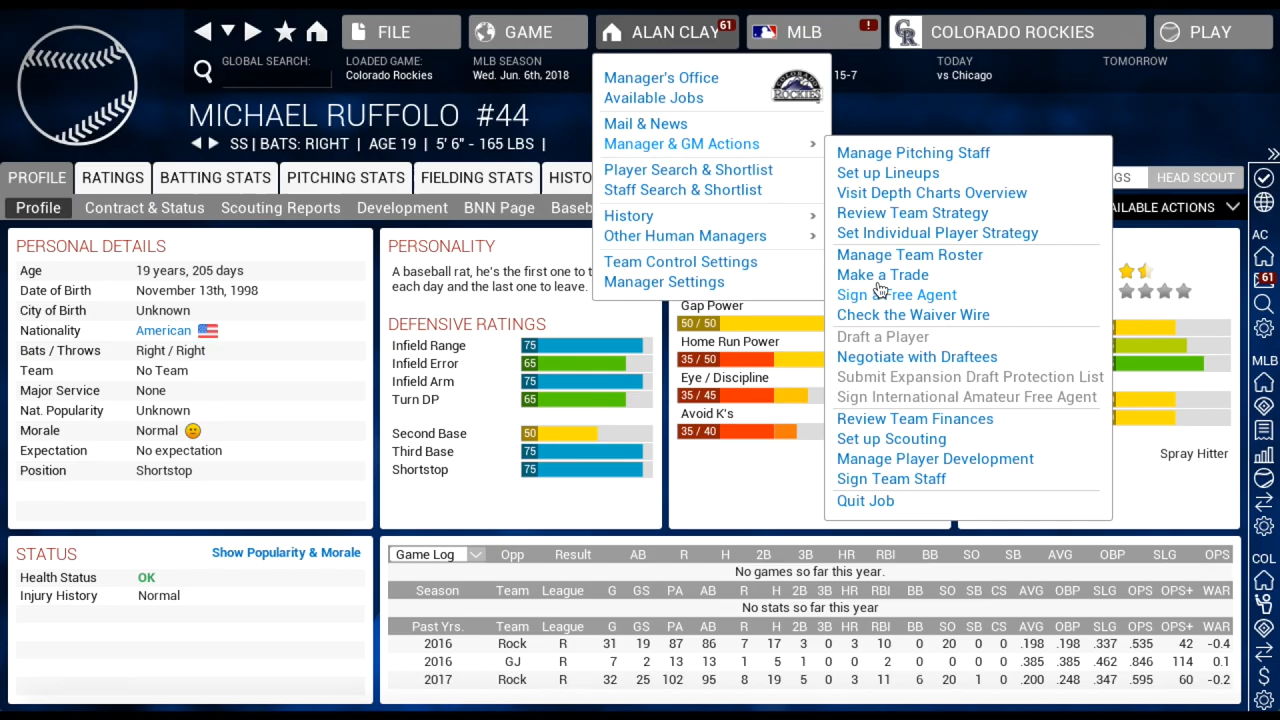 FILE
GAME
ALAN CLAY
61
MLB
!
CR
COLORADO ROCKIES
PLAY
GLOBAL SEARCH:
LOADED GAME:
Colorado Rockies
MLB SEASON
Wed. Jun. 6th, 2018
15-7
TODAY
vs Chicago
TOMORROW
MICHAEL RUFFOLO #44
SS | BATS: RIGHT | AGE 19 | 5' 6" - 165 LBS |
PROFILE
RATINGS
BATTING STATS
PITCHING STATS
FIELDING STATS
HISTO
GS
HEAD SCOUT
Profile
Contract & Status
Scouting Reports
Development
BNN Page
Baseb
AILABLE ACTIONS
Manager's Office
Available Jobs
COLORADO
ROCKIES
Mail & News
Manager & GM Actions
Player Search & Shortlist
Staff Search & Shortlist
History
Other Human Managers
Team Control Settings
Manager Settings
Manage Pitching Staff
Set up Lineups
Visit Depth Charts Overview
Review Team Strategy
Set Individual Player Strategy
Manage Team Roster
Make a Trade
Sign a Free Agent
Check the Waiver Wire
Draft a Player
Negotiate with Draftees
Submit Expansion Draft Protection List
Sign International Amateur Free Agent
Review Team Finances
Set up Scouting
Manage Player Development
Sign Team Staff
Quit Job
PERSONAL DETAILS
Age 19 years, 205 days
Date of Birth November 13th, 1998
City of Birth Unknown
Nationality American
Bats / Throws Right / Right
Team No Team
Major Service None
Nat. Popularity Unknown
Morale Normal
Expectation No expectation
Position Shortstop
PERSONALITY
A baseball rat, he's the first one to t
each day and the last one to leave.
DEFENSIVE RATINGS
Infield Range 75
Infield Error 65
Infield Arm 75
Turn DP 65
Second Base 50
Third Base 75
Shortstop 75
Gap Power
50 / 50
Home Run Power
35 / 50
Eye / Discipline
35 / 45
Avoid K's
35 / 40
Spray Hitter
STATUS
Show Popularity & Morale
Health Status OK
Injury History Normal
Game Log Opp Result AB R H 2B 3B HR RBI BB SO SB AVG OBP SLG OPS
No games so far this year.
Season Team League G GS PA AB R H 2B 3B HR RBI BB SO SB CS AVG OBP SLG OPS OPS+ WAR
No stats so far this year
Past Yrs. Team League G GS PA AB R H 2B 3B HR RBI BB SO SB CS AVG OBP SLG OPS OPS+ WAR
2016 Rock R 31 19 87 86 7 17 3 0 3 10 0 20 0 0 .198 .198 .337 .535 42 -0.4
2016 GJ R 7 2 13 13 1 5 1 0 0 2 0 0 0 0 .385 .385 .462 .846 114 0.1
2017 Rock R 32 25 102 95 8 19 5 0 3 11 6 20 1 0 .200 .248 .347 .595 60 -0.2
AC
61
MLB
COL
$